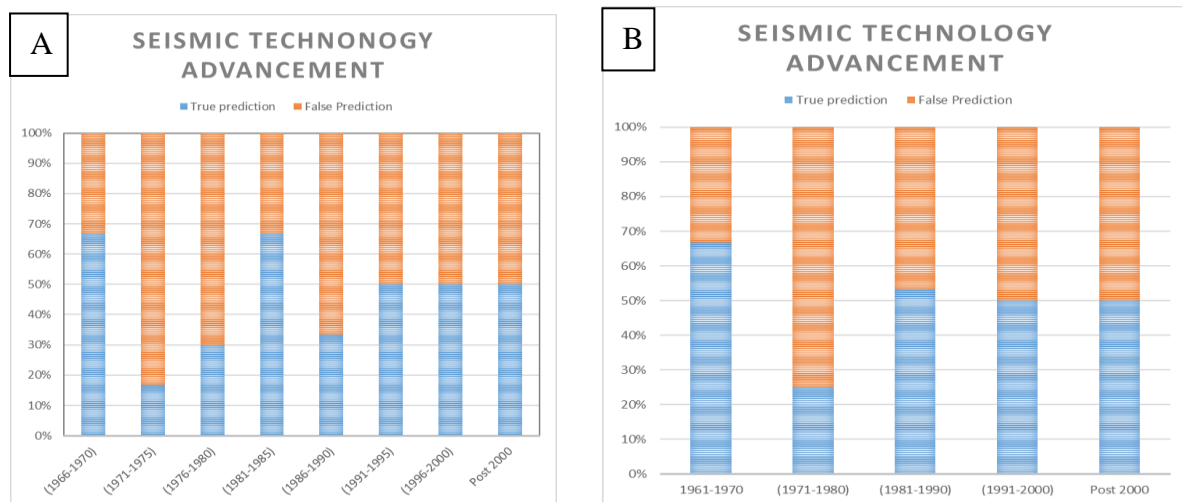 A
SEISMIC TECHNONOGY
ADVANCEMENT
True prediction False Prediction
100%
90%
80%
70%
60%
50%
40%
30%
20%
10%
0%
(1966-1970) (1971-1975) (1976-1980) (1981-1985) (1986-1990) (1991-1995) (1996-2000) Post 2000
B
SEISMIC TECHNOLOGY
ADVANCEMENT
True prediction False Prediction
100%
90%
80%
70%
60%
50%
40%
30%
20%
10%
0%
1961-1970 (1971-1980) (1981-1990) (1991-2000) Post 2000